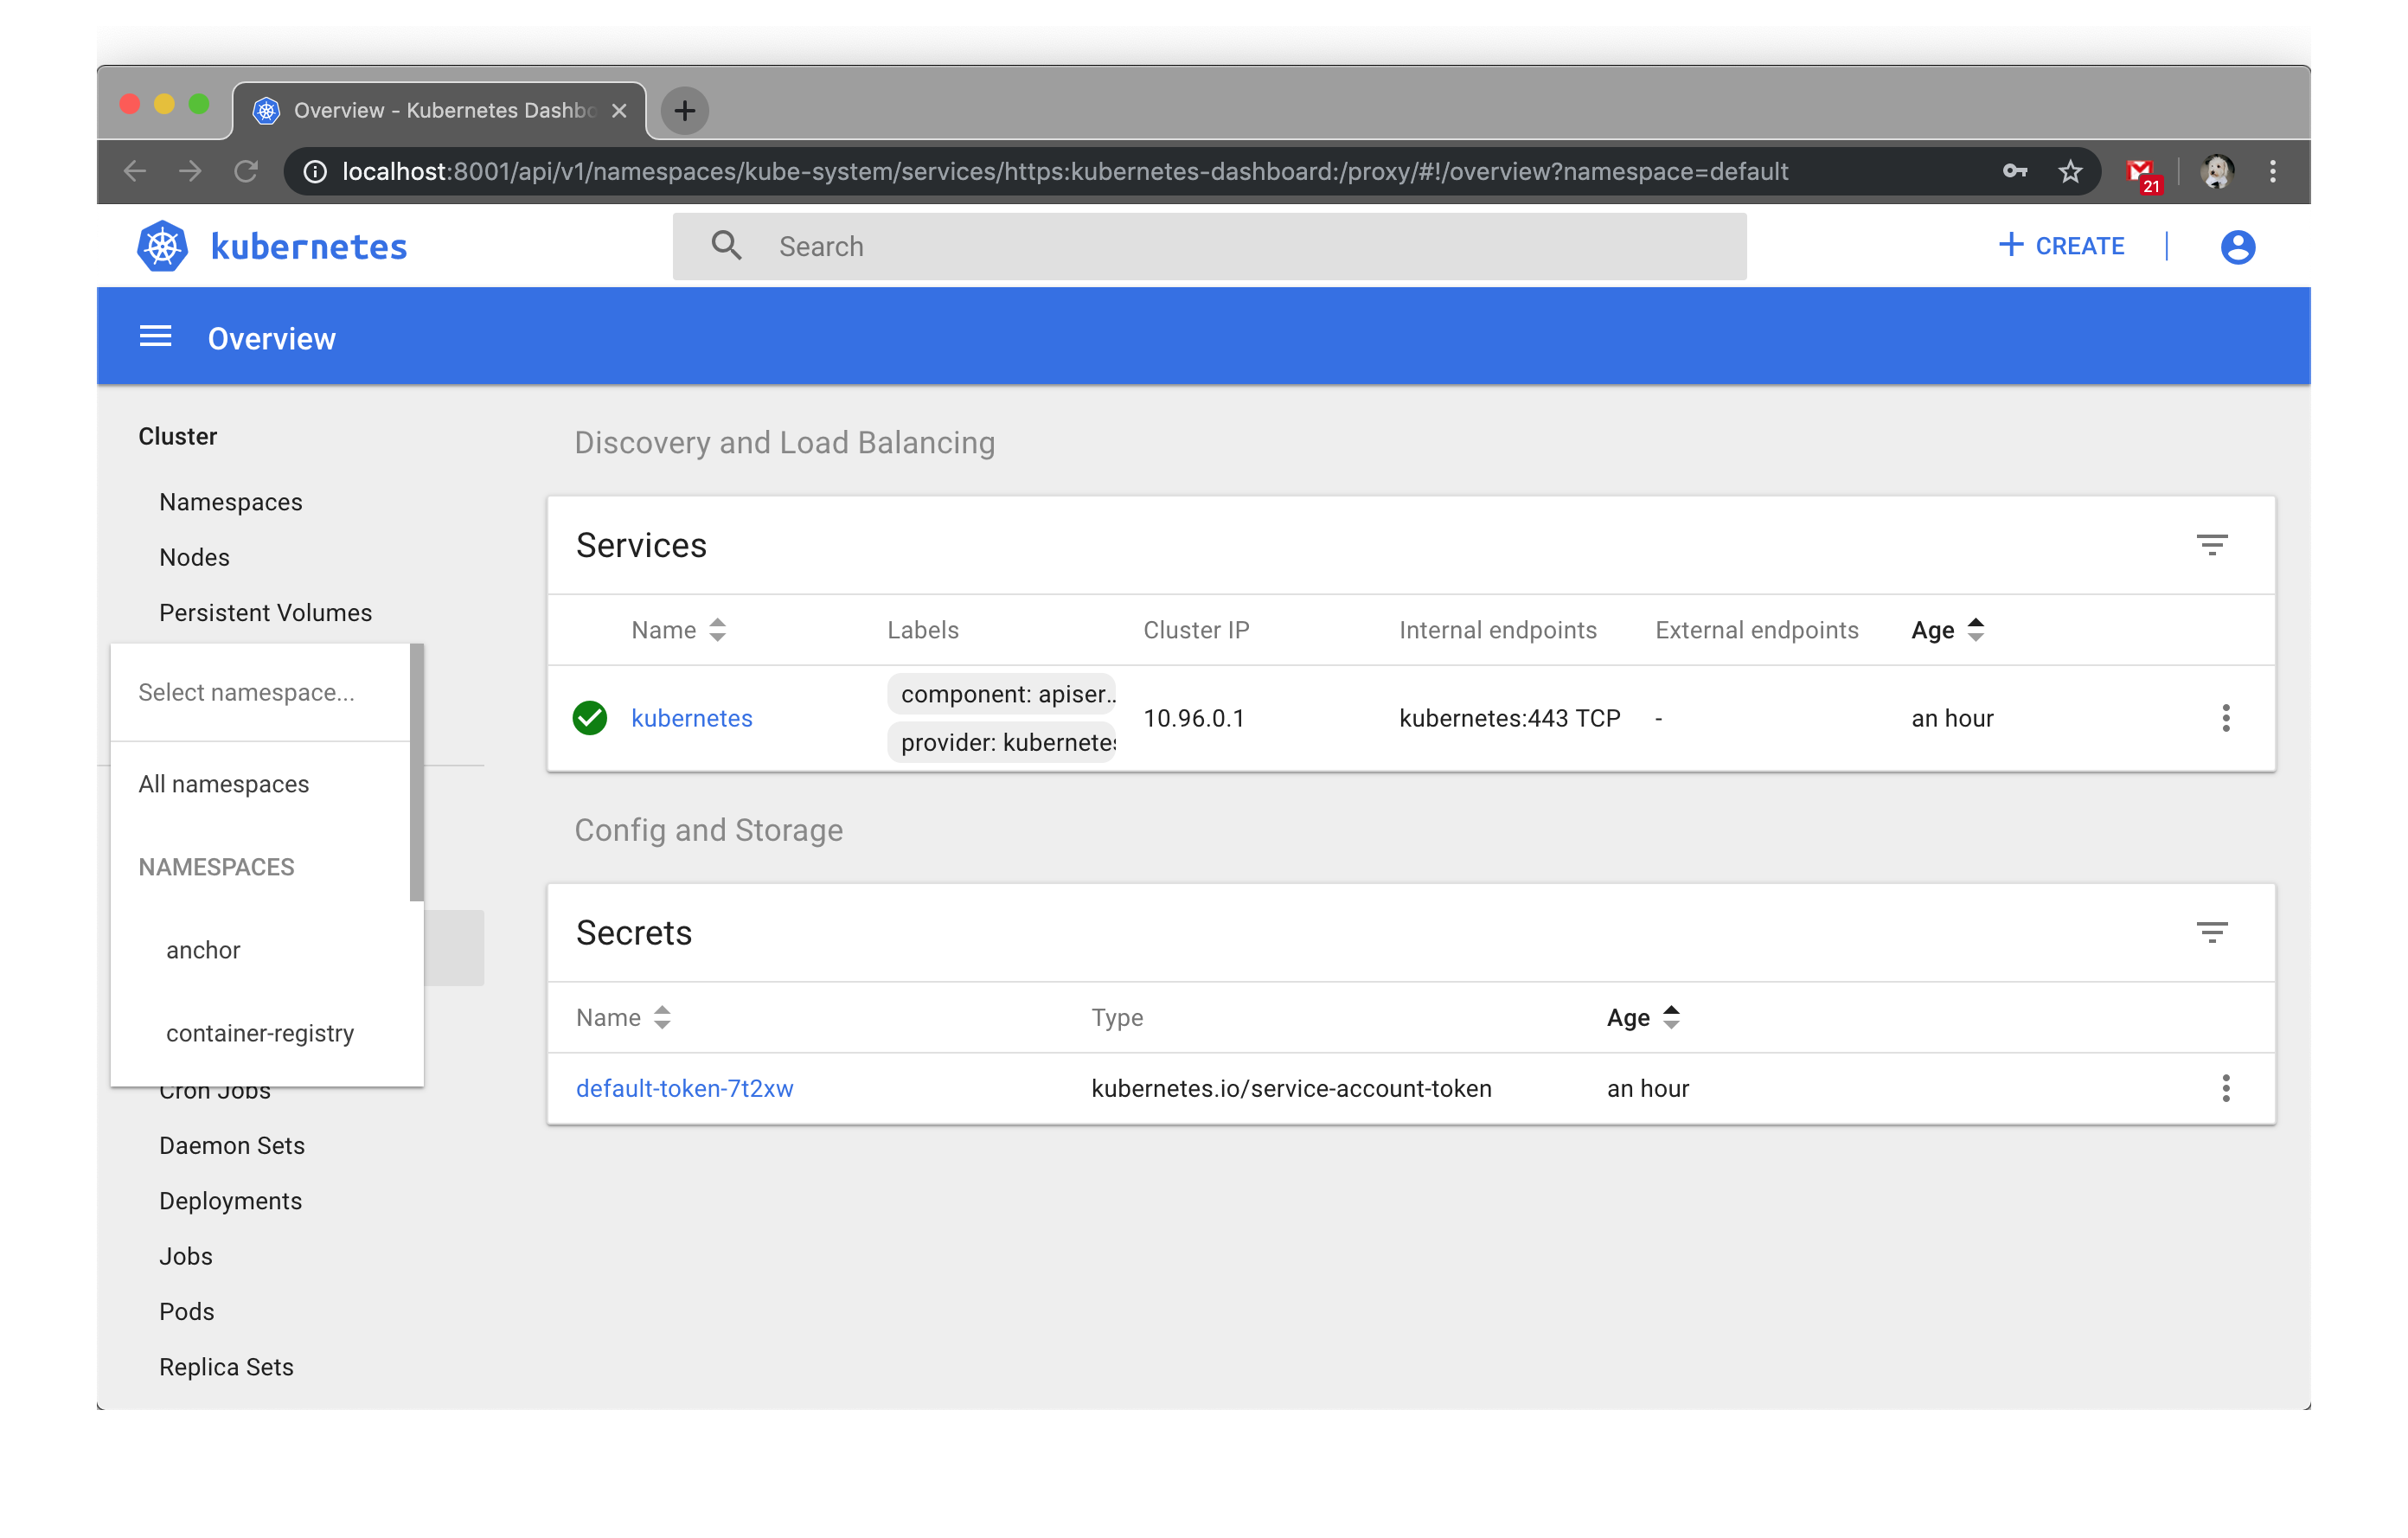 Overview - Kubernetes Dashbo
localhost:8001/api/v1/namespaces/kube-system/services/https:kubernetes-dashboard:/proxy/#!/overview?namespace=default
21
kubernetes
Search
CREATE
Overview
Cluster
Namespaces
Nodes
Persistent Volumes
Select namespace...
All namespaces
NAMESPACES
anchor
container-registry
Cron Jobs
Daemon Sets
Deployments
Jobs
Pods
Replica Sets
Discovery and Load Balancing
Services
Name Labels Cluster IP Internal endpoints External endpoints Age
component: apiser...
kubernetes 10.96.0.1 kubernetes:443 TCP - an hour
provider: kubernetes
Config and Storage
Secrets
Name Type Age
default-token-7t2xw kubernetes.io/service-account-token an hour